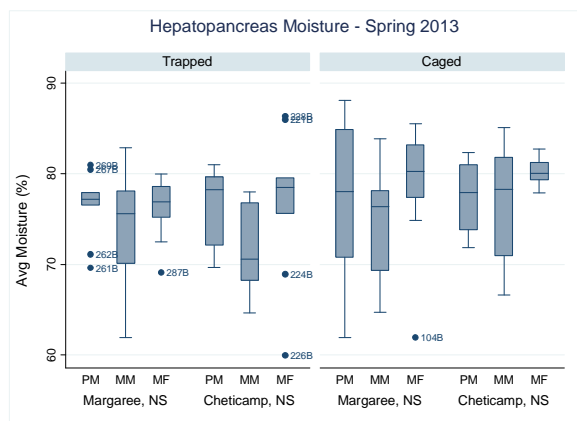 Hepatopancreas Moisture - Spring 2013
Trapped Caged
Avg Moisture (%)
90
80
70
60
269B
267B
262B
261B
287B
228B
221B
224B
226B
104B
PM MM MF PM MM MF PM MM MF PM MM MF
Margaree, NS Cheticamp, NS Margaree, NS Cheticamp, NS